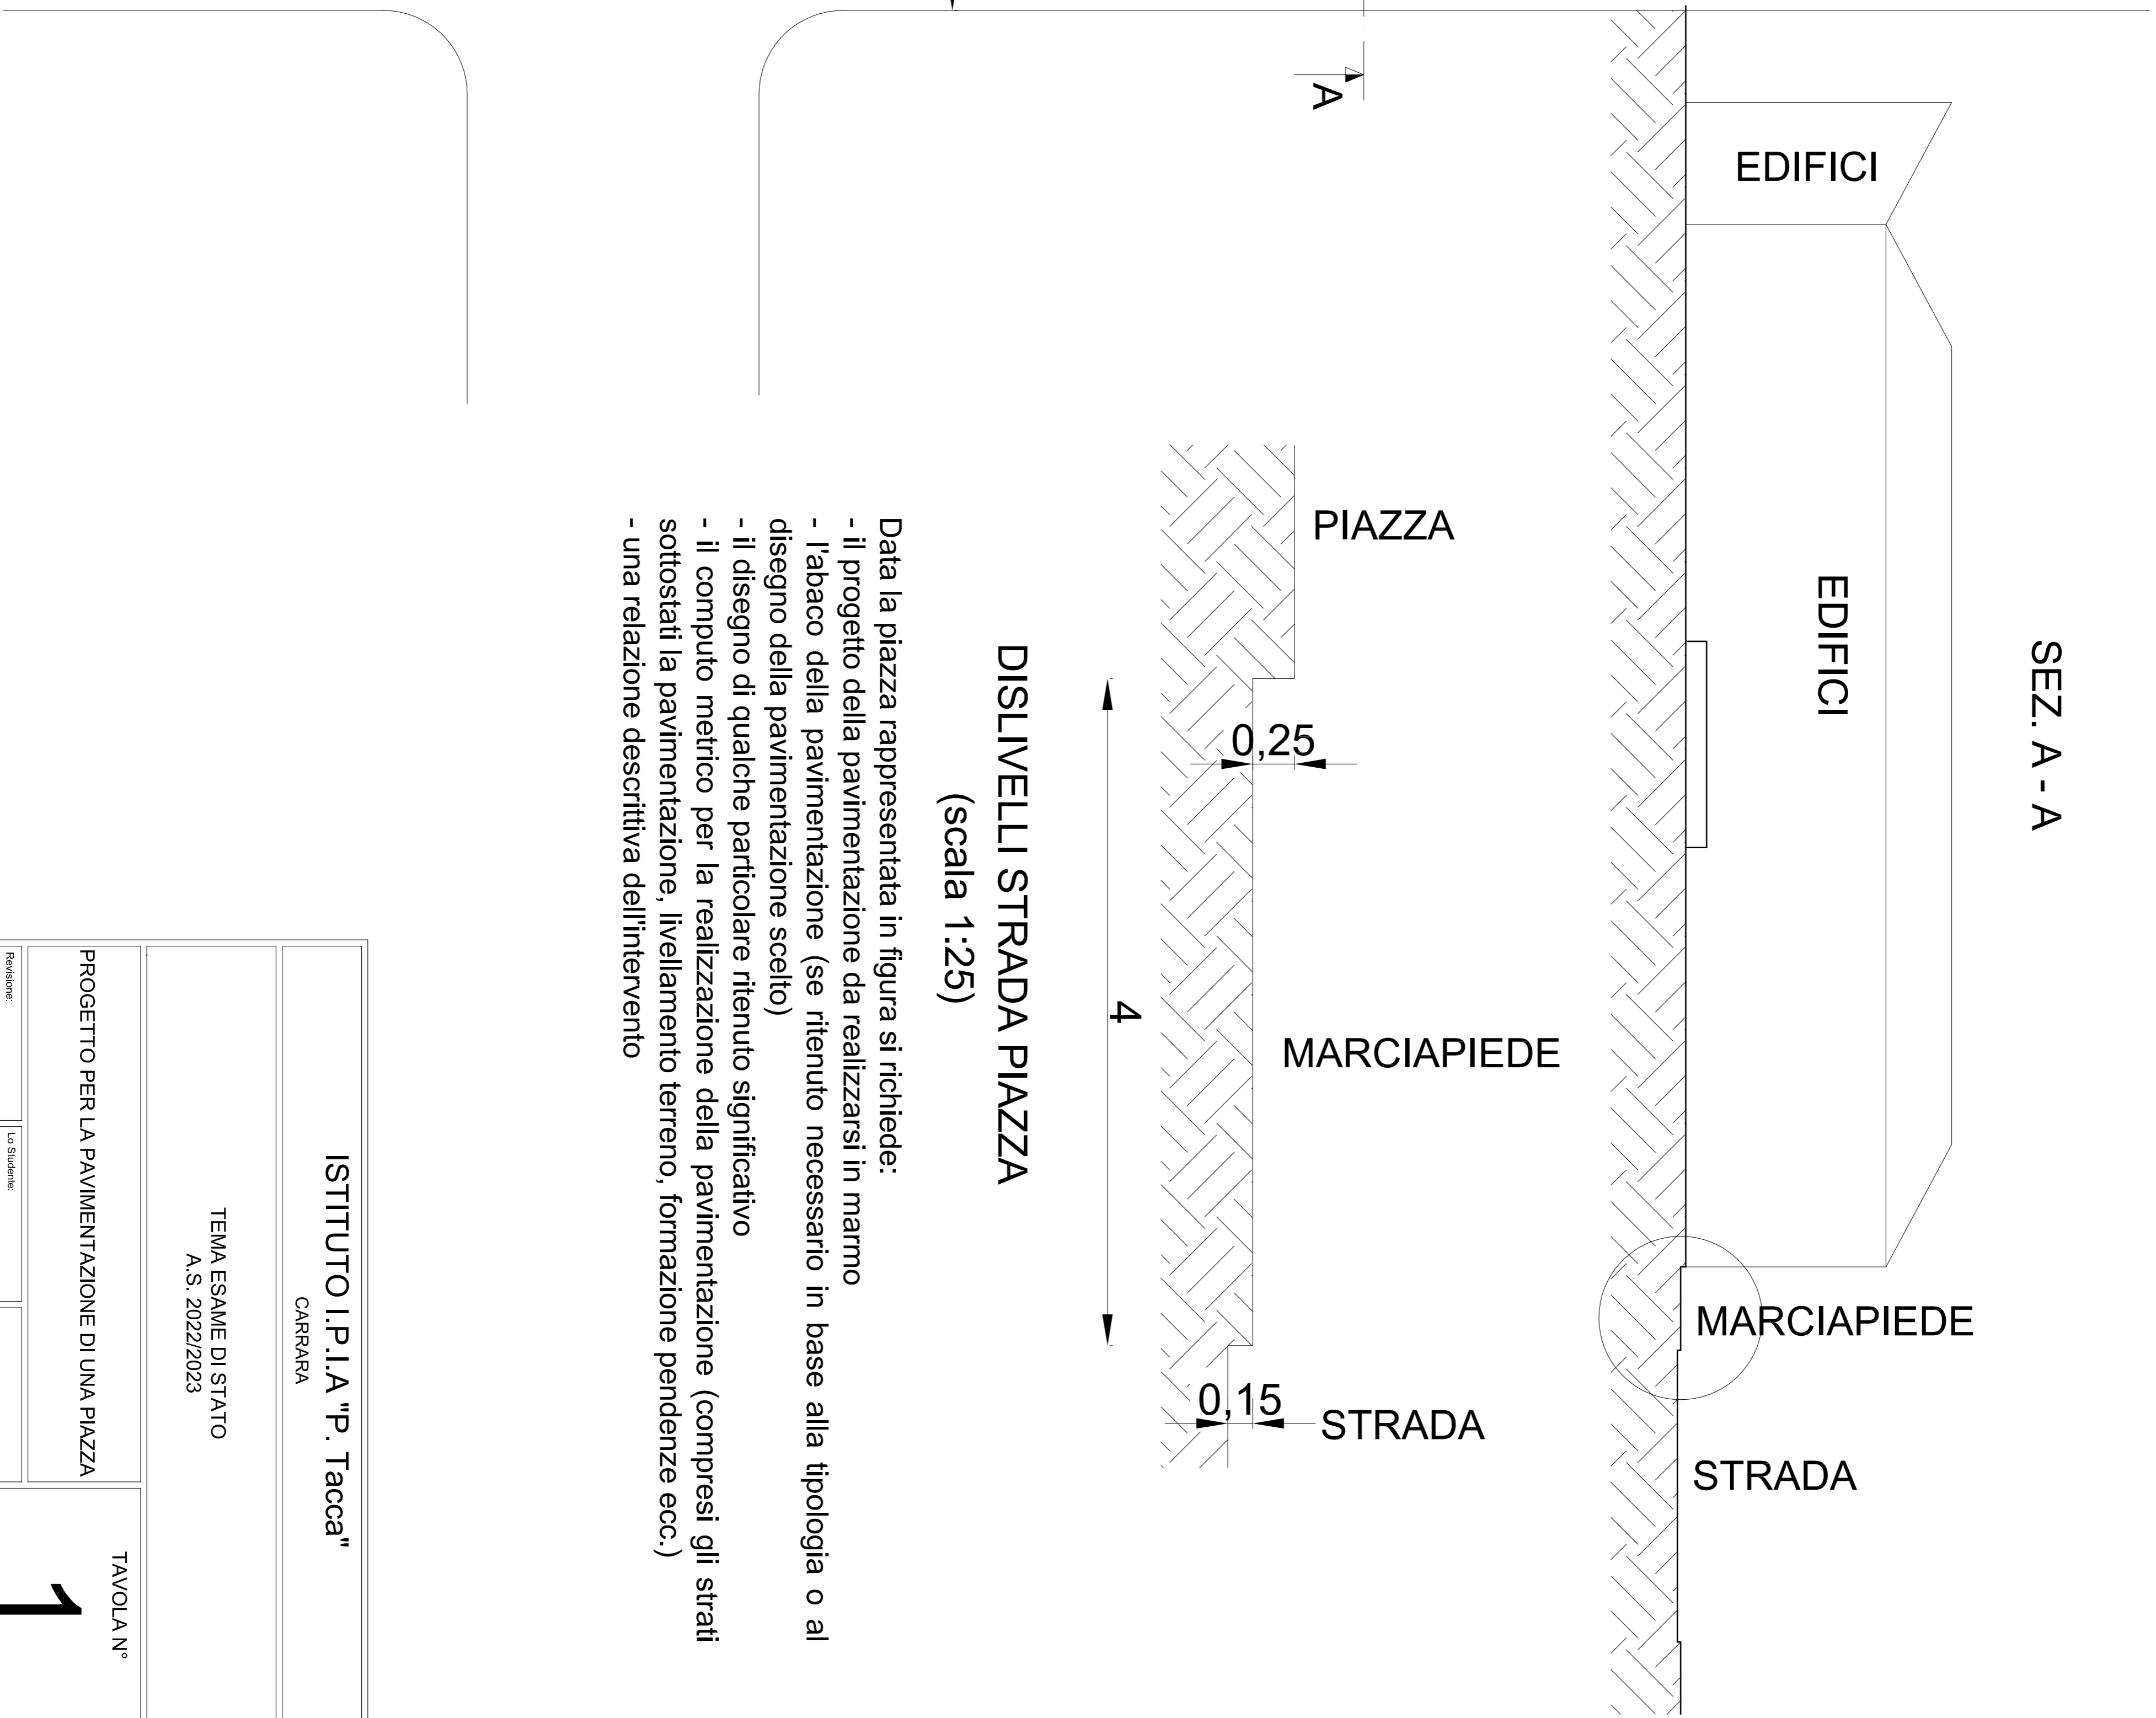 SEZ. A - A
EDIFICI
EDIFICI
MARCIAPIEDE
STRADA
A
PIAZZA
MARCIAPIEDE
STRADA
0,25
0,15
4
DISLIVELLI STRADA PIAZZA
(scala 1:25)
Data la piazza rappresentata in figura si richiede:
- il progetto della pavimentazione da realizzarsi in marmo
- l'abaco della pavimentazione (se ritenuto necessario in base alla tipologia o al
disegno della pavimentazione scelto)
- il disegno di qualche particolare ritenuto significativo
- il computo metrico per la realizzazione della pavimentazione (compresi gli strati
sottostati la pavimentazione, livellamento terreno, formazione pendenze ecc.)
- una relazione descrittiva dell'intervento
ISTITUTO I.P.I.A "P. Tacca"
CARRARA
TEMA ESAME DI STATO
A.S. 2022/2023
PROGETTO PER LA PAVIMENTAZIONE DI UNA PIAZZA
TAVOLA N°
1
Revisione:
Lo Studente: